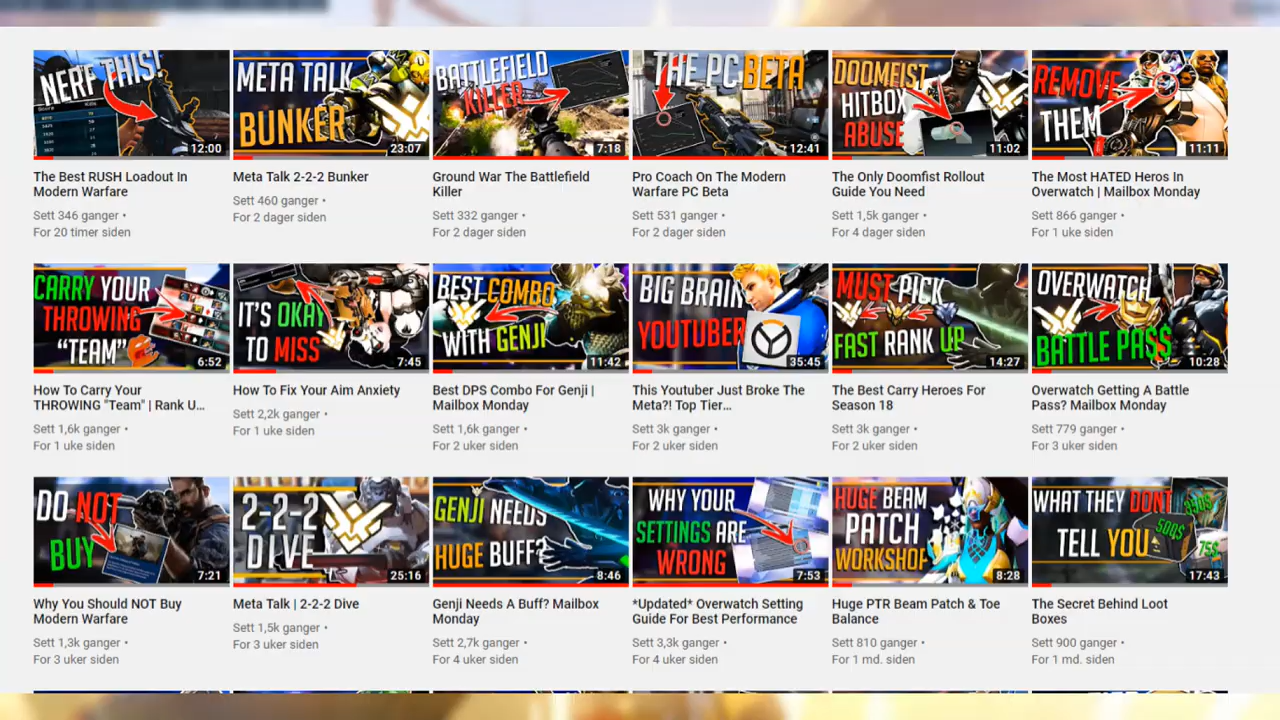 NERF THIS!
12:00
META TALK
BUNKER
23:07
BATTLEFIELD
KILLER
7:18
THE PC BETA
12:41
DOOMFIST
HITBOX
ABUSE
11:02
REMOVE
THEM
11:11
The Best RUSH Loadout In
Modern Warfare
Sett 346 ganger •
For 20 timer siden
Meta Talk 2-2-2 Bunker
Sett 460 ganger •
For 2 dager siden
Ground War The Battlefield
Killer
Sett 332 ganger •
For 2 dager siden
Pro Coach On The Modern
Warfare PC Beta
Sett 531 ganger •
For 2 dager siden
The Only Doomfist Rollout
Guide You Need
Sett 1,5k ganger •
For 4 dager siden
The Most HATED Heros In
Overwatch | Mailbox Monday
Sett 866 ganger •
For 1 uke siden
CARRY YOUR
THROWING
"TEAM"
6:52
IT'S OKAY
TO MISS
7:45
BEST COMBO
WITH GENJI
11:42
BIG BRAIN
YOUTUBER
35:45
MUST PICK
FAST RANK UP
14:27
OVERWATCH
BATTLE PA$$
10:28
How To Carry Your
THROWING "Team" | Rank U...
Sett 1,6k ganger •
For 1 uke siden
How To Fix Your Aim Anxiety
Sett 2,2k ganger •
For 1 uke siden
Best DPS Combo For Genji |
Mailbox Monday
Sett 1,6k ganger •
For 2 uker siden
This Youtuber Just Broke The
Meta?! Top Tier...
Sett 3k ganger •
For 2 uker siden
The Best Carry Heroes For
Season 18
Sett 3k ganger •
For 2 uker siden
Overwatch Getting A Battle
Pass? Mailbox Monday
Sett 779 ganger •
For 3 uker siden
DO NOT
BUY
7:21
2-2-2
DIVE
25:16
GENJI NEEDS
HUGE BUFF?
8:46
WHY YOUR
SETTINGS ARE
WRONG
7:53
HUGE BEAM
PATCH
WORKSHOP
8:28
WHAT THEY DONT
TELL YOU
500$
75$
17:43
Why You Should NOT Buy
Modern Warfare
Sett 1,3k ganger •
For 3 uker siden
Meta Talk | 2-2-2 Dive
Sett 1,5k ganger •
For 3 uker siden
Genji Needs A Buff? Mailbox
Monday
Sett 2,7k ganger •
For 4 uker siden
*Updated* Overwatch Setting
Guide For Best Performance
Sett 3,3k ganger •
For 4 uker siden
Huge PTR Beam Patch & Toe
Balance
Sett 810 ganger •
For 1 md. siden
The Secret Behind Loot
Boxes
Sett 900 ganger •
For 1 md. siden